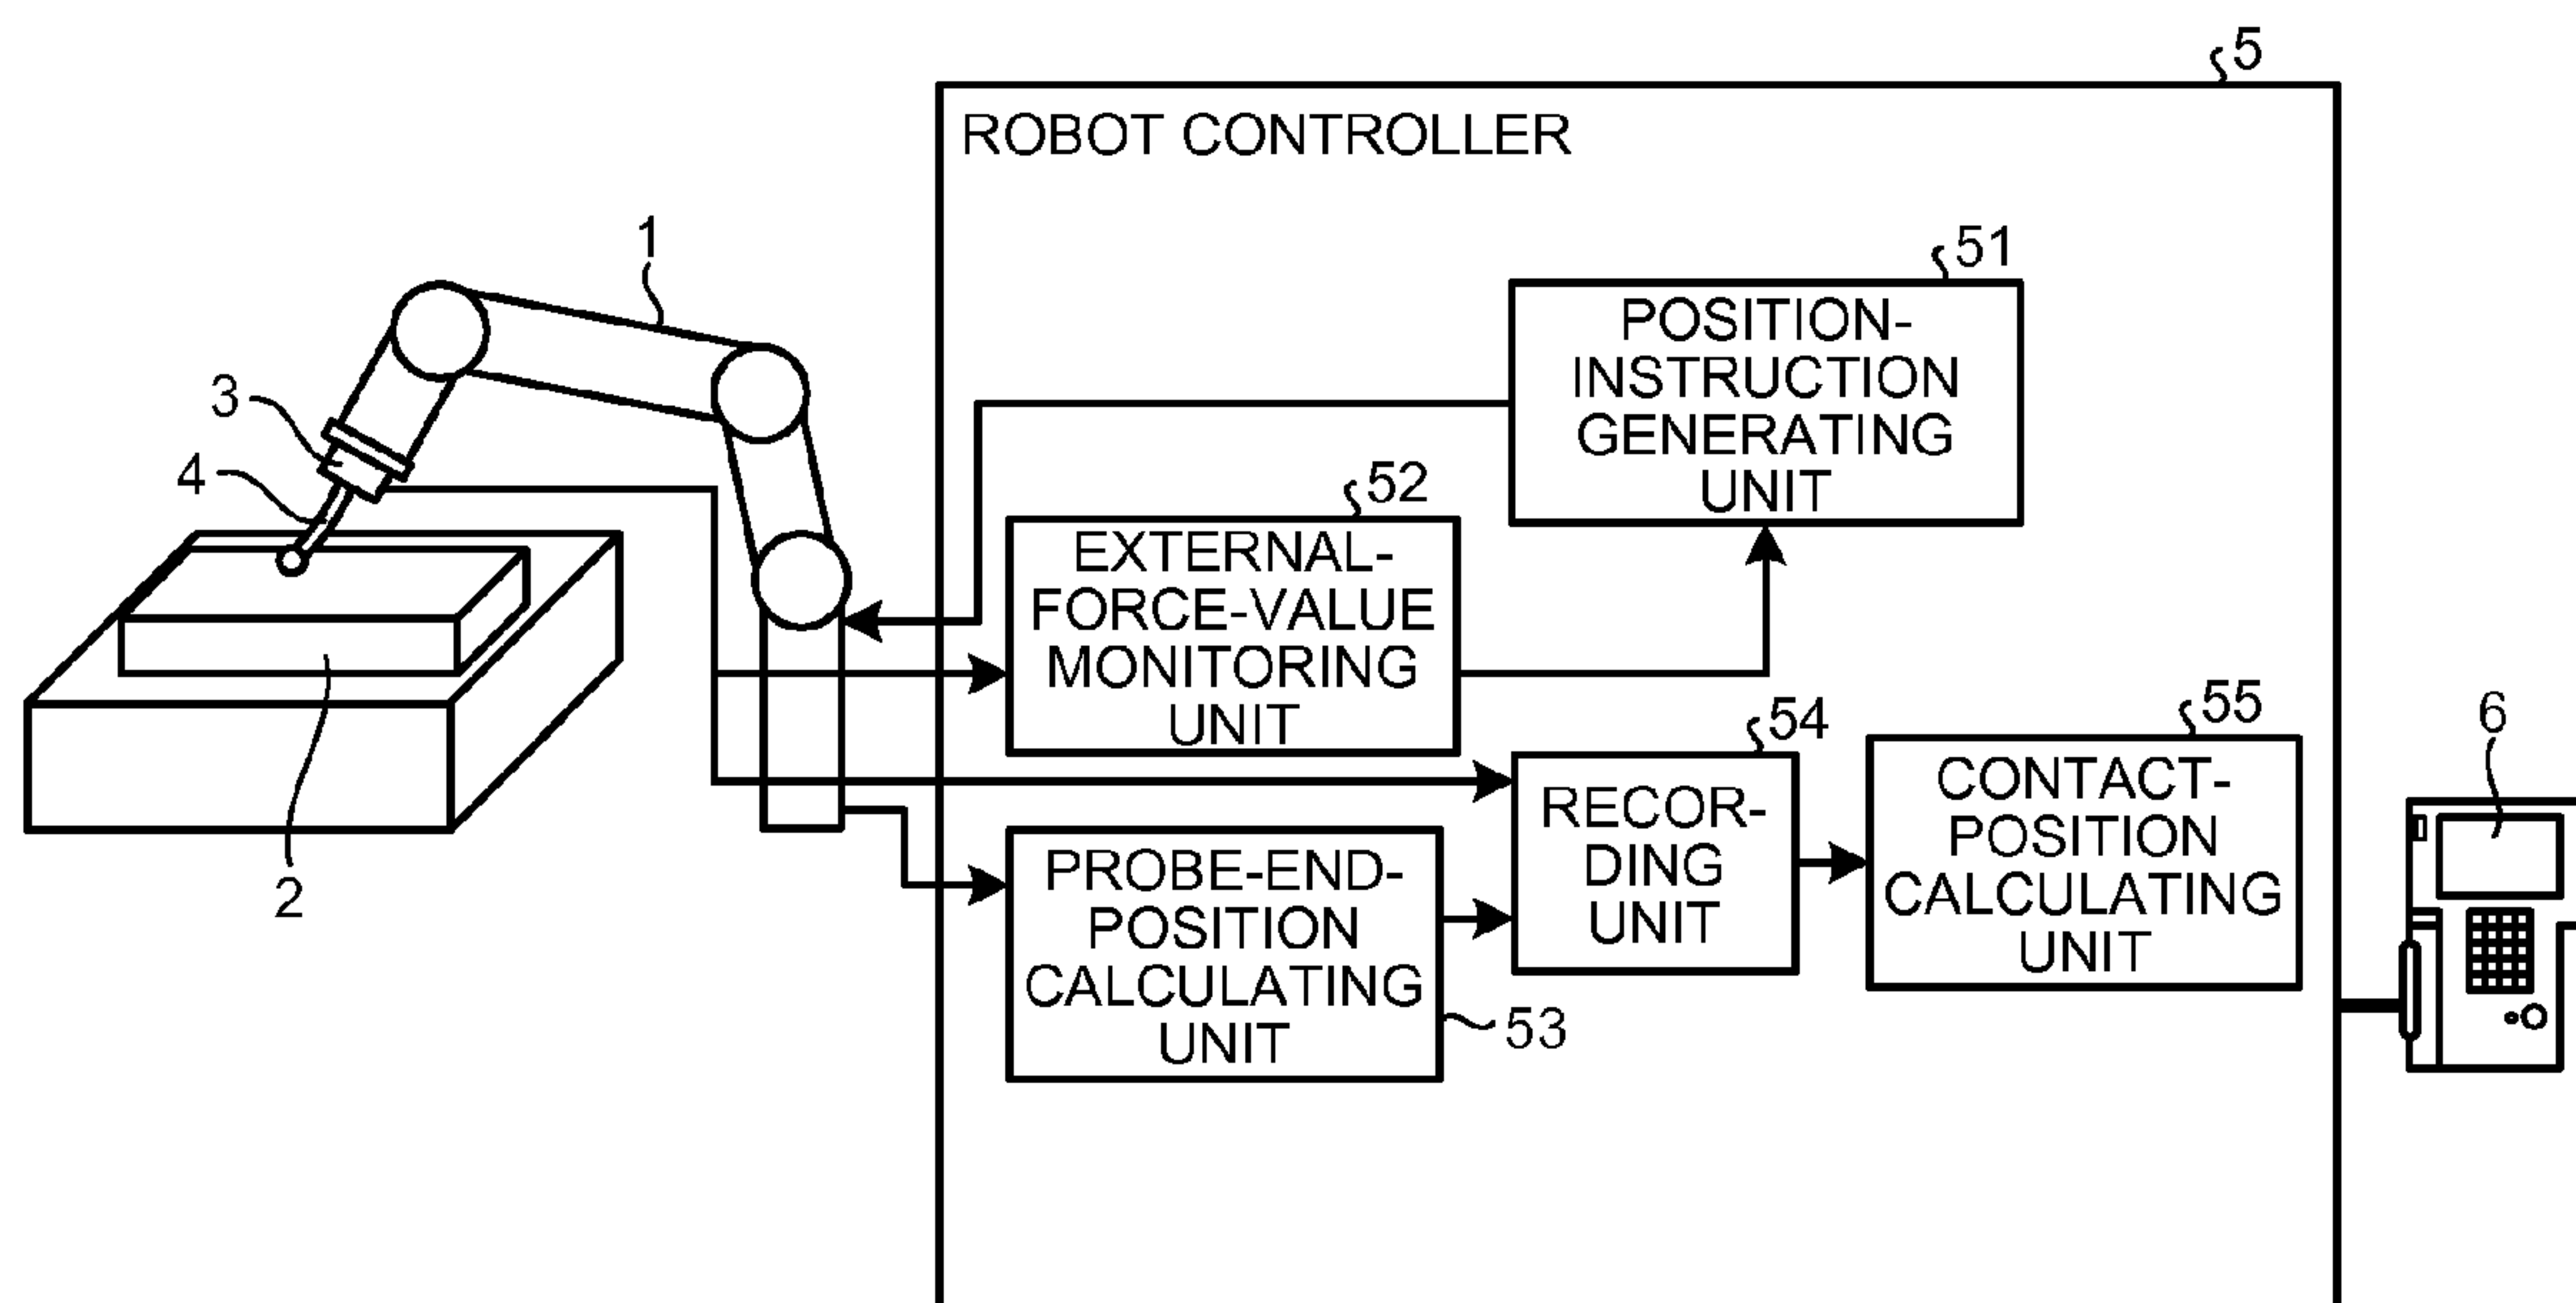 5
ROBOT CONTROLLER
1
51
POSITION-
INSTRUCTION
GENERATING
UNIT
3
4
52
EXTERNAL-
FORCE-VALUE
MONITORING
UNIT
54
RECOR-
DING
UNIT
55
CONTACT-
POSITION
CALCULATING
UNIT
6
2
PROBE-END-
POSITION
CALCULATING
UNIT
53